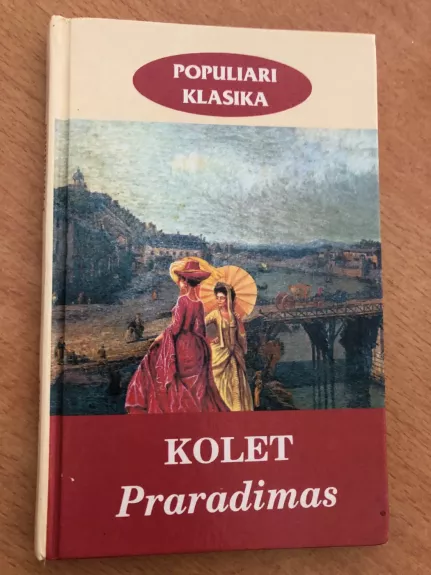 POPULIARI
KLASIKA
KOLET
Praradimas